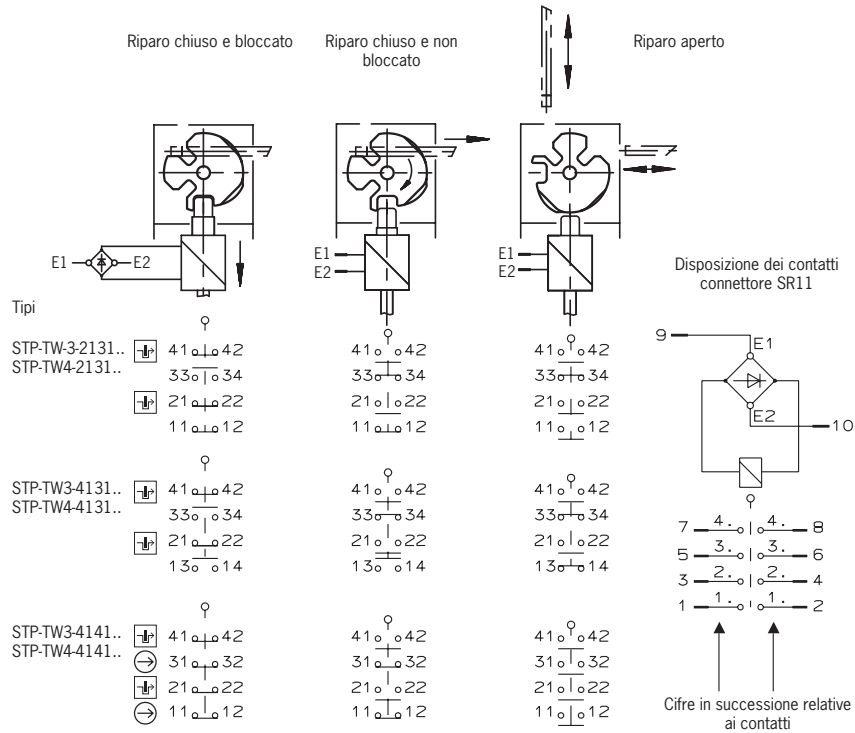 Riparo chiuso e bloccato
Riparo chiuso e non
bloccato
Riparo aperto
E1
E2
E1
E2
E1
E2
Tipi
STP-TW-3-2131..
STP-TW4-2131..
41 42
33 34
21 22
11 12
41 42
33 34
21 22
11 12
41 42
33 34
21 22
11 12
STP-TW3-4131..
STP-TW4-4131..
41 42
33 34
21 22
13 14
41 42
33 34
21 22
13 14
41 42
33 34
21 22
13 14
STP-TW3-4141..
STP-TW4-4141..
41 42
31 32
21 22
11 12
41 42
31 32
21 22
11 12
41 42
31 32
21 22
11 12
Disposizione dei contatti
connettore SR11
9
E1
E2
10
7 4. 4. 8
5 3. 3. 6
3 2. 2. 4
1 1. 1. 2
Cifre in successione relative
ai contatti